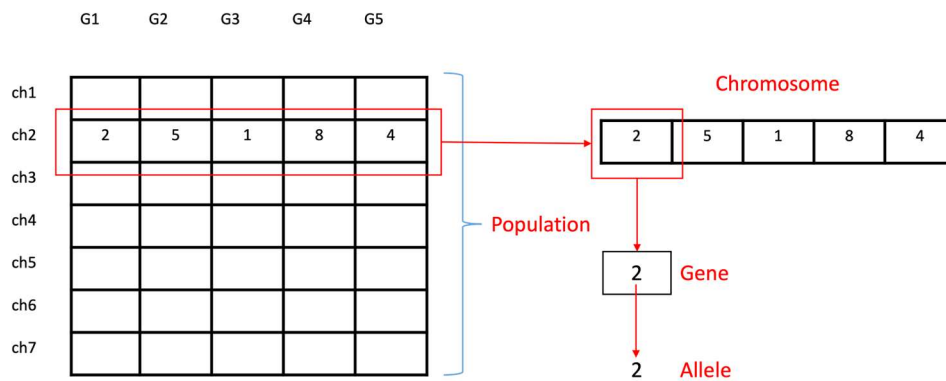 G1 G2 G3 G4 G5
ch1
Chromosome
ch2 2 5 1 8 4
2 5 1 8 4
ch3
ch4
Population
ch5
2 Gene
ch6
ch7
2 Allele